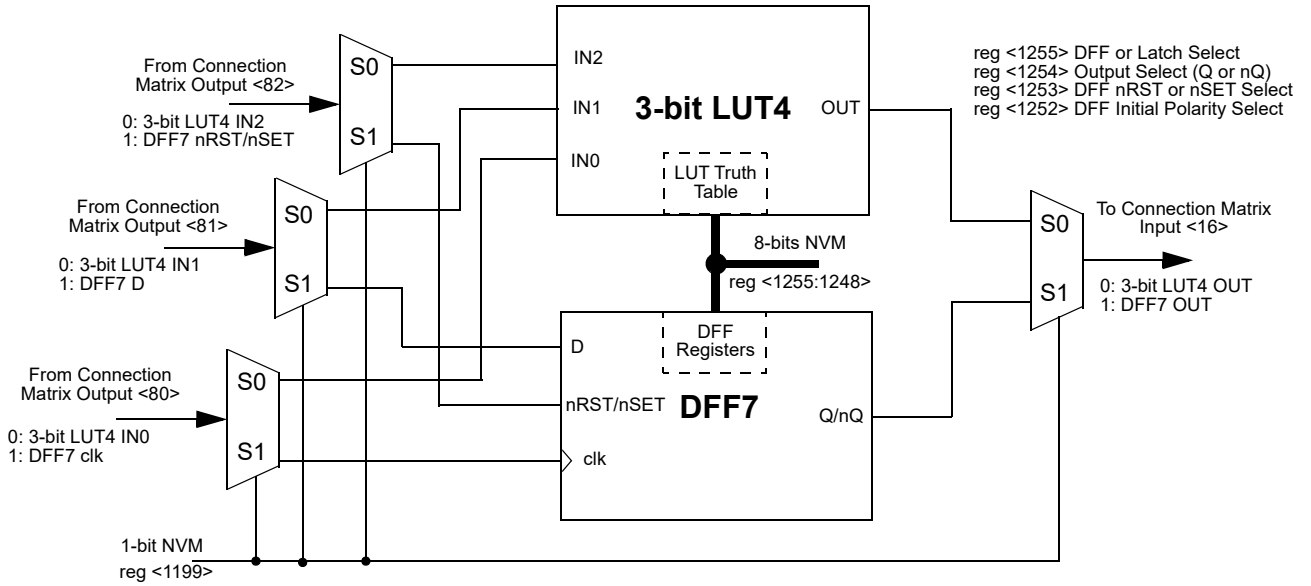 From Connection
Matrix Output <82>
0: 3-bit LUT4 IN2
1: DFF7 nRST/nSET
S0
S1
IN2
IN1
IN0
3-bit LUT4
OUT
LUT Truth
Table
reg <1255> DFF or Latch Select
reg <1254> Output Select (Q or nQ)
reg <1253> DFF nRST or nSET Select
reg <1252> DFF Initial Polarity Select
From Connection
Matrix Output <81>
0: 3-bit LUT4 IN1
1: DFF7 D
S0
S1
8-bits NVM
reg <1255:1248>
S0
S1
To Connection Matrix
Input <16>
0: 3-bit LUT4 OUT
1: DFF7 OUT
From Connection
Matrix Output <80>
0: 3-bit LUT4 IN0
1: DFF7 clk
S0
S1
DFF
Registers
D
nRST/nSET
clk
DFF7
Q/nQ
1-bit NVM
reg <1199>